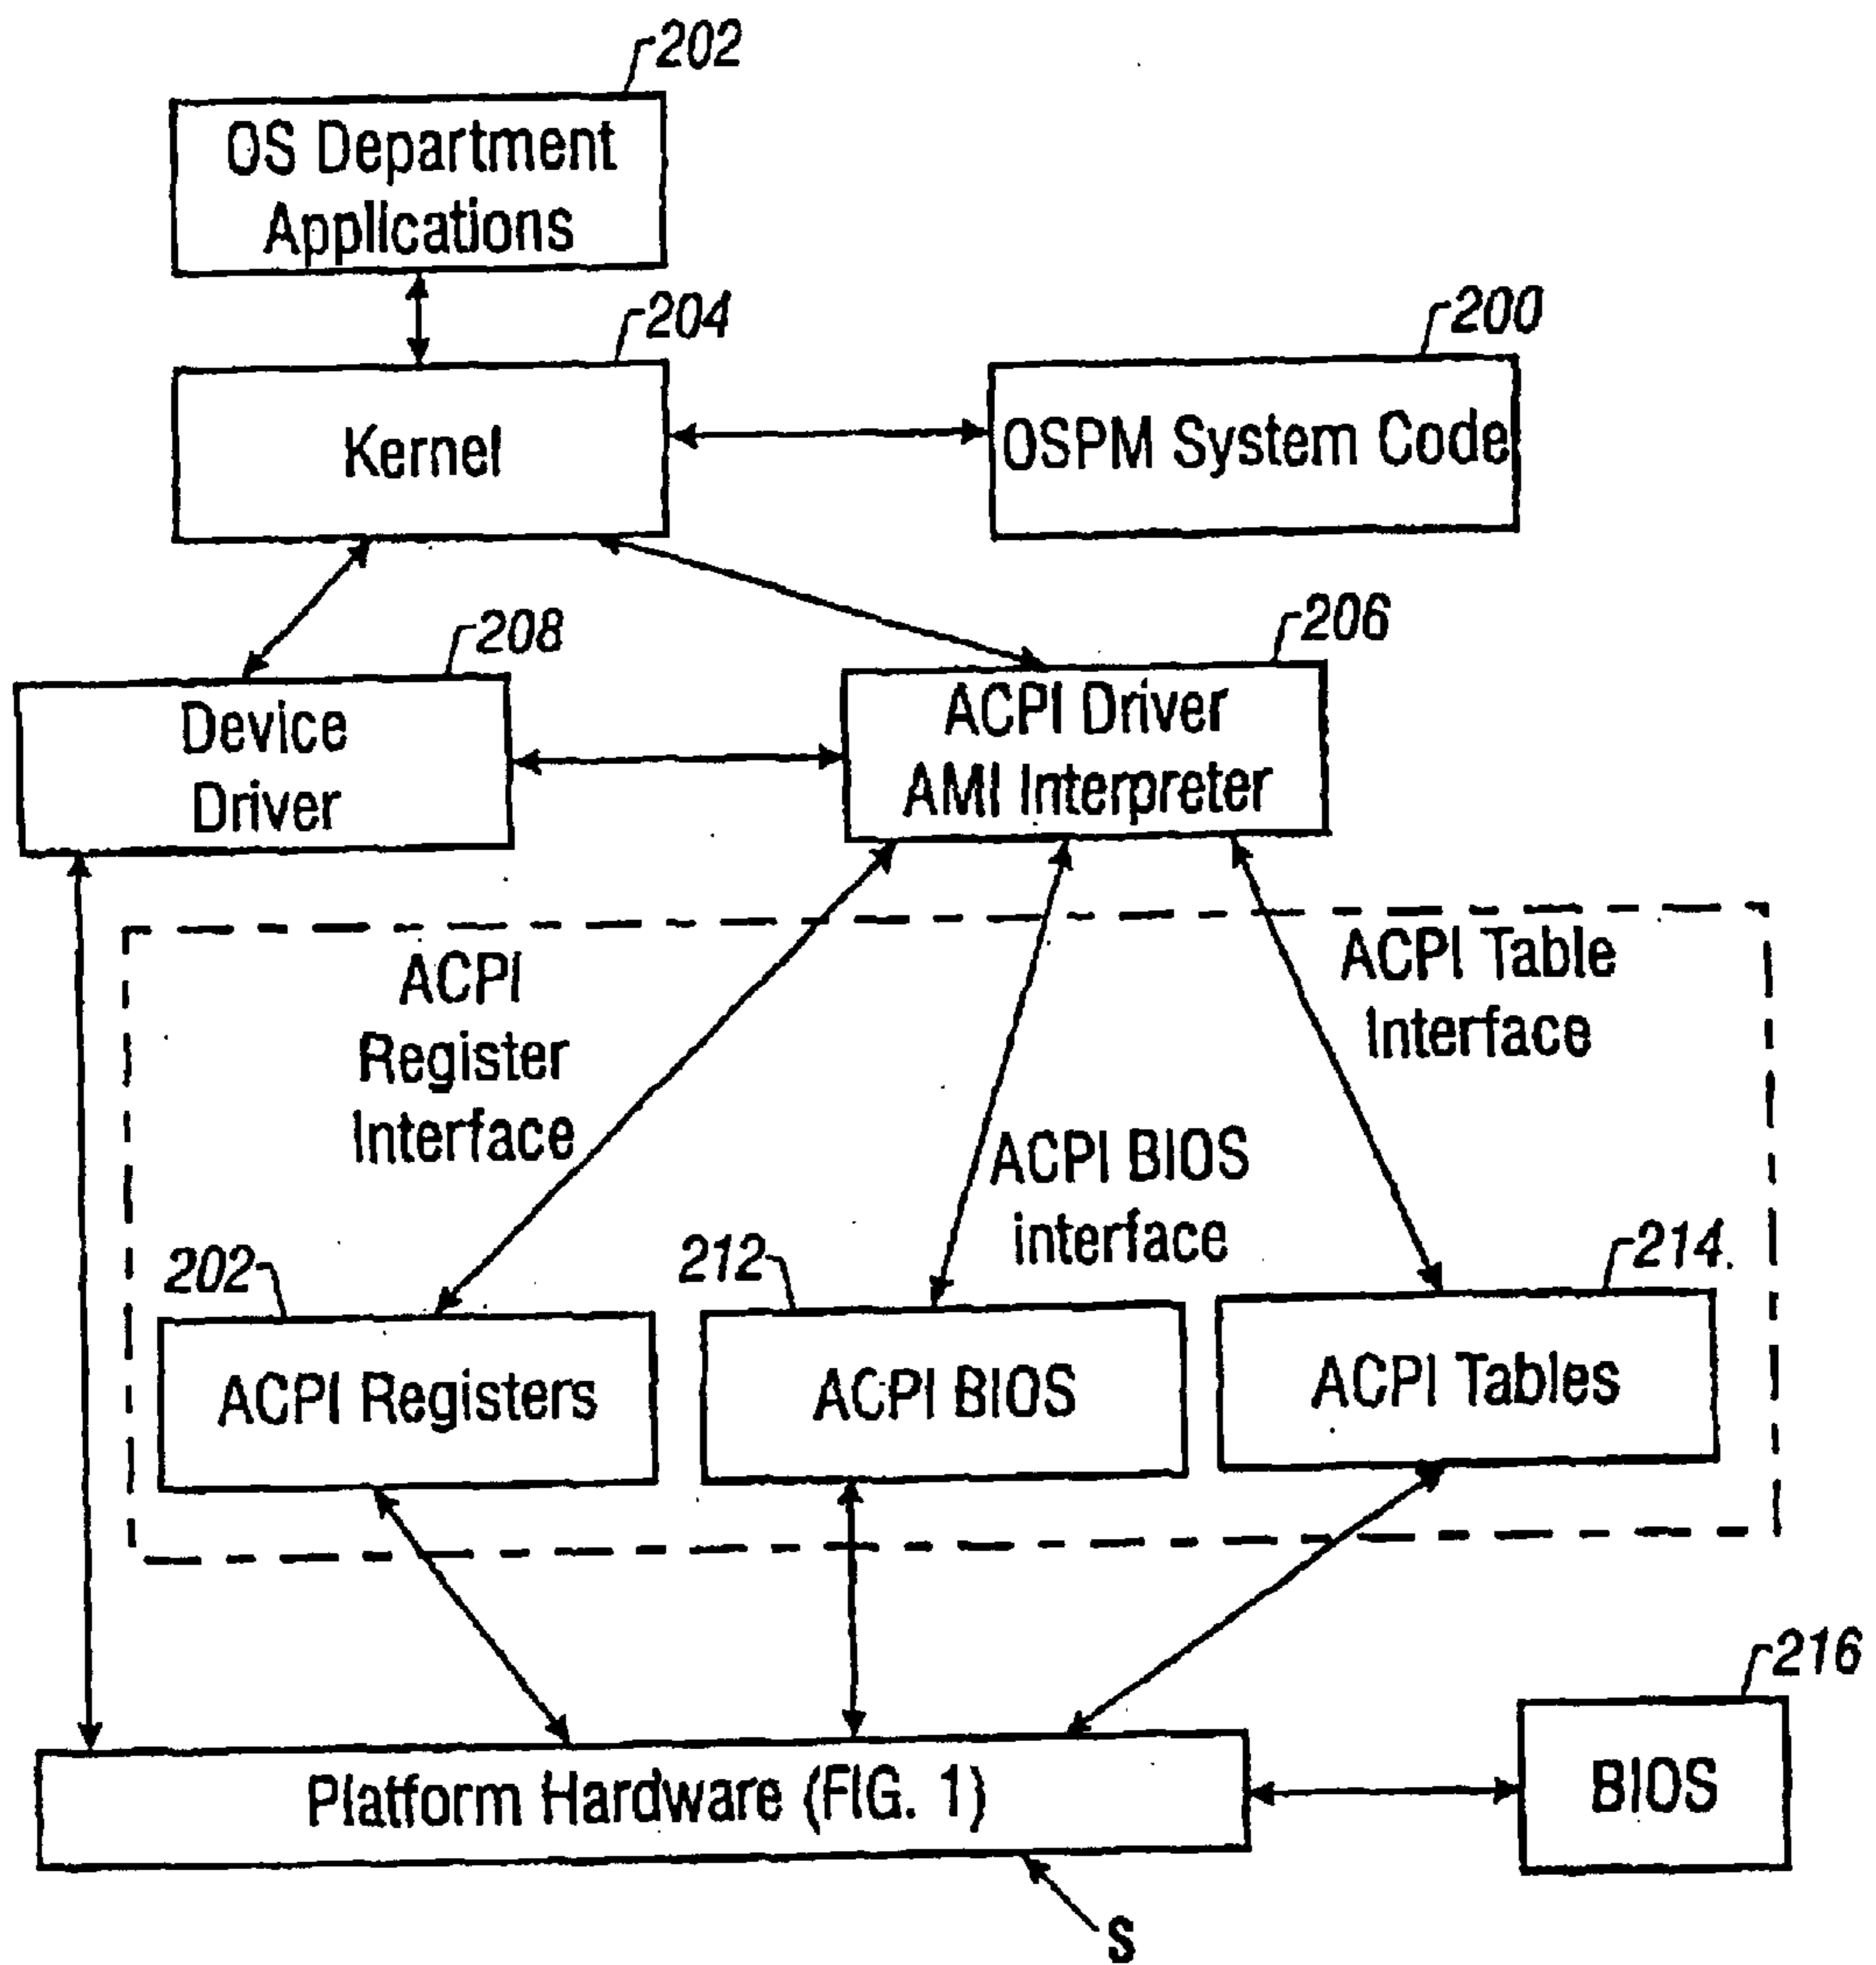 202
OS Department
Applications
204
200
Kernel
OSPM System Code
208
206
Device
Driver
ACPI Driver
AMI Interpreter
ACPI
Register
Interface
ACPI Table
Interface
ACPI BIOS
interface
202
212
214
ACPI Registers
ACPI BIOS
ACPI Tables
216
Platform Hardware (FIG. 1)
BIOS
S